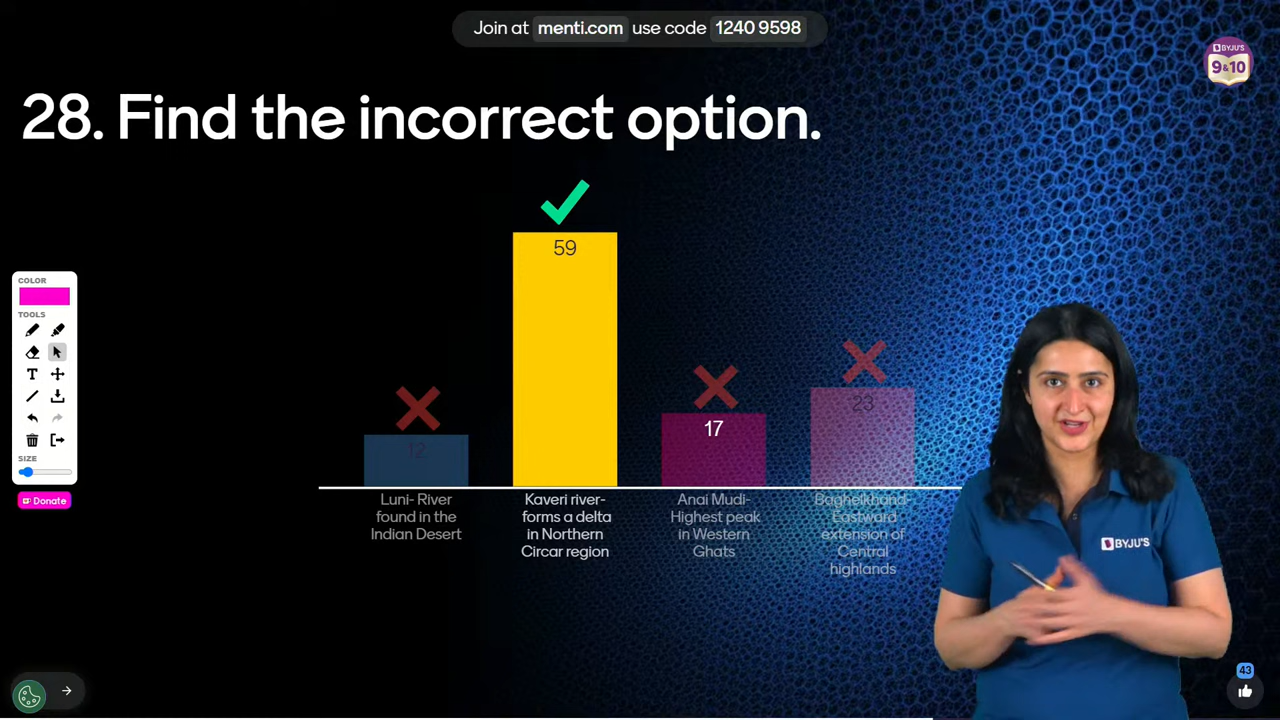 Join at menti.com use code 1240 9598
BYJU'S
9&10
28. Find the incorrect option.
COLOR
TOOLS
T
SIZE
Donate
12
59
17
23
Luni- River
found in the
Indian Desert
Kaveri river-
forms a delta
in Northern
Circar region
Anai Mudi-
Highest peak
in Western
Ghats
Baghelkhand-
Eastward
extension of
Central
highlands
BYJU'S
43